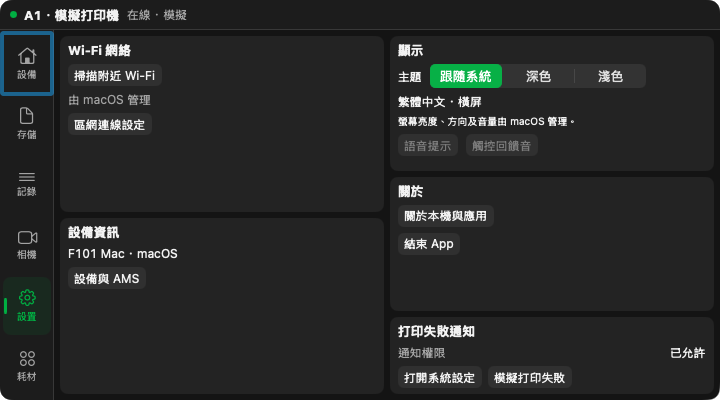 A1・模擬打印機 在線・模擬
設備
存儲
記錄
相機
設置
耗材
Wi-Fi 網絡
掃描附近 Wi-Fi
由 macOS 管理
區網連線設定
設備資訊
F101 Mac・macOS
設備與 AMS
顯示
主題 跟隨系統 深色 淺色
繁體中文・橫屏
螢幕亮度、方向及音量由 macOS 管理。
語音提示 觸控回饋音
關於
關於本機與應用
結束 App
打印失敗通知
通知權限 已允許
打開系統設定 模擬打印失敗